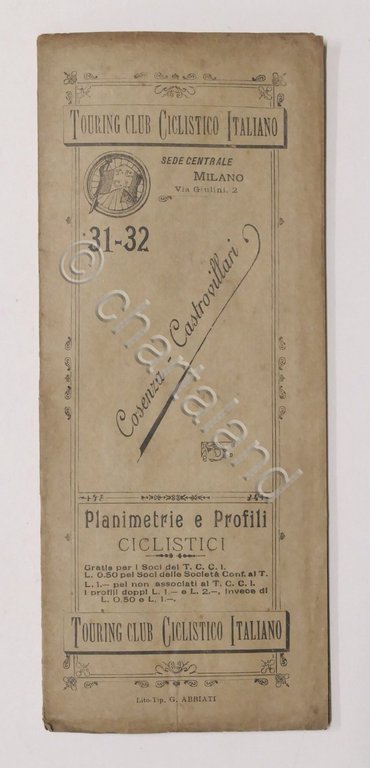 TOURING CLUB CICLISTICO ITALIANO
SEDE CENTRALE
MILANO
Via Giulini, 2
31-32
Cosenza - Castrovillari
© chartaland
Planimetrie e Profili
CICLISTICI
Gratis per i Soci del T. C. C. I.
L. 0.50 pei Soci delle Società Conf. al T.
L. 1.— pei non associati al T. C. C. I.
I profili doppi L. 1.— e L. 2.—, invece di
L. 0.50 e L. 1.—.
TOURING CLUB CICLISTICO ITALIANO
Lito-Tip. G. ABBIATI